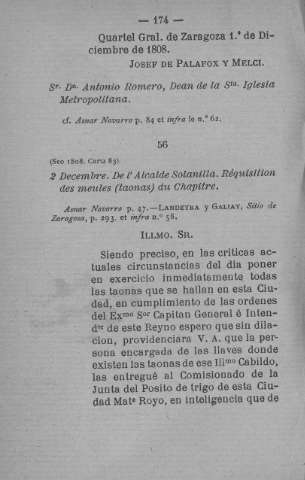 — 174 —
Quartel Gral. de Zaragoza 1.º de Di-
ciembre de 1808.
JOSEF DE PALAFOX Y MELCI.
Sr. Dn. Antonio Romero, Dean de la Sta. Iglesia
Metropolitana.
cf. Asnar Navarro p. 84 et infra le n.º 62.
56
(Seo 1808. Carta 83).
2 Decembre. De l'Alcalde Solanilla. Réquisition
des meules (taonas) du Chapitre.
Asnar Navarro p. 47.—LANDETRA y GALIAY, Sitio de
Zaragoza, p. 293. et infra n.º 58.
ILLMO. SR.
Siendo preciso, en las criticas ac-
tuales circunstancias del dia poner
en exercicio inmediatamente todas
las taonas que se hallan en esta Ciu-
dad, en cumplimiento de las ordenes
del Exmo Sor Capitan General é Inten-
dte de este Reyno espero que sin dila-
cion, providenciara V. A. que la per-
sona encargada de las llaves donde
existen las taonas de ese Illmo Cabildo,
las entregué al Comisionado de la
Junta del Posito de trigo de esta Ciu-
dad Mate Royo, en inteligencia que de